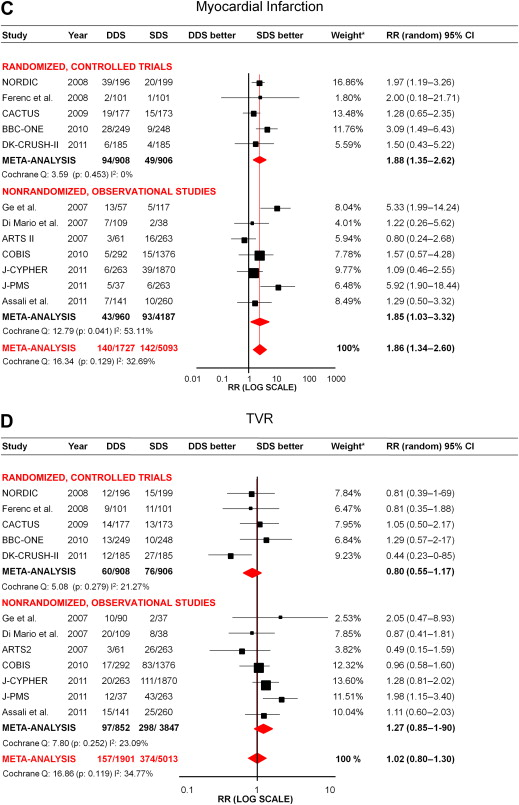 C Myocardial Infarction
Study Year DDS SDS DDS better SDS better Weight* RR (random) 95% CI
RANDOMIZED, CONTROLLED TRIALS
NORDIC 2008 39/196 20/199 16.86% 1.97 (1.19–3.26)
Ferenc et al. 2008 2/101 1/101 1.80% 2.00 (0.18–21.71)
CACTUS 2009 19/177 15/173 13.48% 1.28 (0.65–2.35)
BBC-ONE 2010 28/249 9/248 11.76% 3.09 (1.49–6.43)
DK-CRUSH-II 2011 6/185 4/185 5.59% 1.50 (0.43–5.22)
META-ANALYSIS 94/908 49/906 1.88 (1.35–2.62)
Cochrane Q: 3.59 (p: 0.453) I²: 0%
NONRANDOMIZED, OBSERVATIONAL STUDIES
Ge et al. 2007 13/57 5/117 8.04% 5.33 (1.99–14.24)
Di Mario et al. 2007 7/109 2/38 4.01% 1.22 (0.26–5.62)
ARTS II 2007 3/61 16/263 5.94% 0.80 (0.24–2.68)
COBIS 2010 5/292 15/1376 7.78% 1.57 (0.57–4.28)
J-CYPHER 2011 6/263 39/1870 9.77% 1.09 (0.46–2.55)
J-PMS 2011 5/37 6/263 6.48% 5.92 (1.90–18.44)
Assali et al. 2011 7/141 10/260 8.49% 1.29 (0.50–3.32)
META-ANALYSIS 43/960 93/4187 1.85 (1.03–3.32)
Cochrane Q: 12.79 (p: 0.041) I²: 53.11%
META-ANALYSIS 140/1727 142/5093 100% 1.86 (1.34–2.60)
Cochrane Q: 16.34 (p: 0.129) I²: 32.69%
0.01 0.1 1 10 100 1000
RR (LOG SCALE)
D TVR
Study Year DDS SDS DDS better SDS better Weight* RR (random) 95% CI
RANDOMIZED, CONTROLLED TRIALS
NORDIC 2008 12/196 15/199 7.84% 0.81 (0.39–1-69)
Ferenc et al. 2008 9/101 11/101 6.47% 0.81 (0.35–1.88)
CACTUS 2009 14/177 13/173 7.95% 1.05 (0.50–2.17)
BBC-ONE 2010 13/249 10/248 6.84% 1.29 (0.57–2.17)
DK-CRUSH-II 2011 12/185 27/185 9.23% 0.44 (0.23–0-85)
META-ANALYSIS 60/908 76/906 0.80 (0.55–1.17)
Cochrane Q: 5.08 (p: 0.279) I²: 21.27%
NONRANDOMIZED, OBSERVATIONAL STUDIES
Ge et al. 2007 10/90 2/37 2.53% 2.05 (0.47–8.93)
Di Mario et al. 2007 20/109 8/38 7.85% 0.87 (0.41–1.81)
ARTS2 2007 3/61 26/263 3.82% 0.49 (0.15–1.59)
COBIS 2010 17/292 83/1376 12.32% 0.96 (0.58–1.60)
J-CYPHER 2011 20/263 111/1870 13.60% 1.28 (0.81–2.02)
J-PMS 2011 12/37 43/263 11.51% 1.98 (1.15–3.40)
Assali et al. 2011 15/141 25/260 10.04% 1.11 (0.60–2.03)
META-ANALYSIS 97/852 298/ 3847 1.27 (0.85–1-90)
Cochrane Q: 7.80 (p: 0.252) I²: 23.09%
META-ANALYSIS 157/1901 374/5013 100 % 1.02 (0.80–1.30)
Cochrane Q: 16.86 (p: 0.119) I²: 34.77%
0.1 1 10
RR (LOG SCALE)